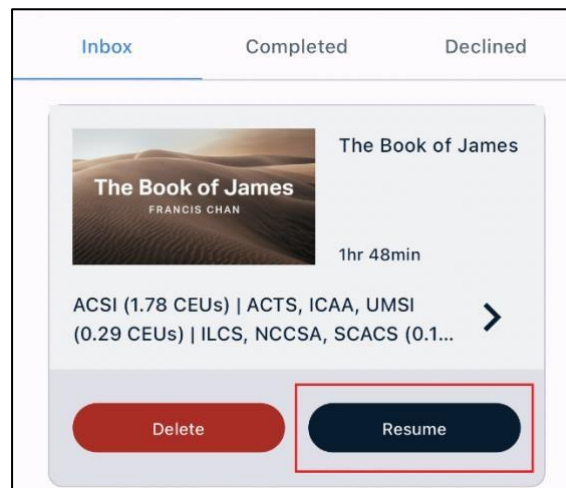 Inbox Completed Declined
The Book of James
FRANCIS CHAN
The Book of James
1hr 48min
ACSI (1.78 CEUs) | ACTS, ICAA, UMSI
(0.29 CEUs) | ILCS, NCCSA, SCACS (0.1...
Delete Resume